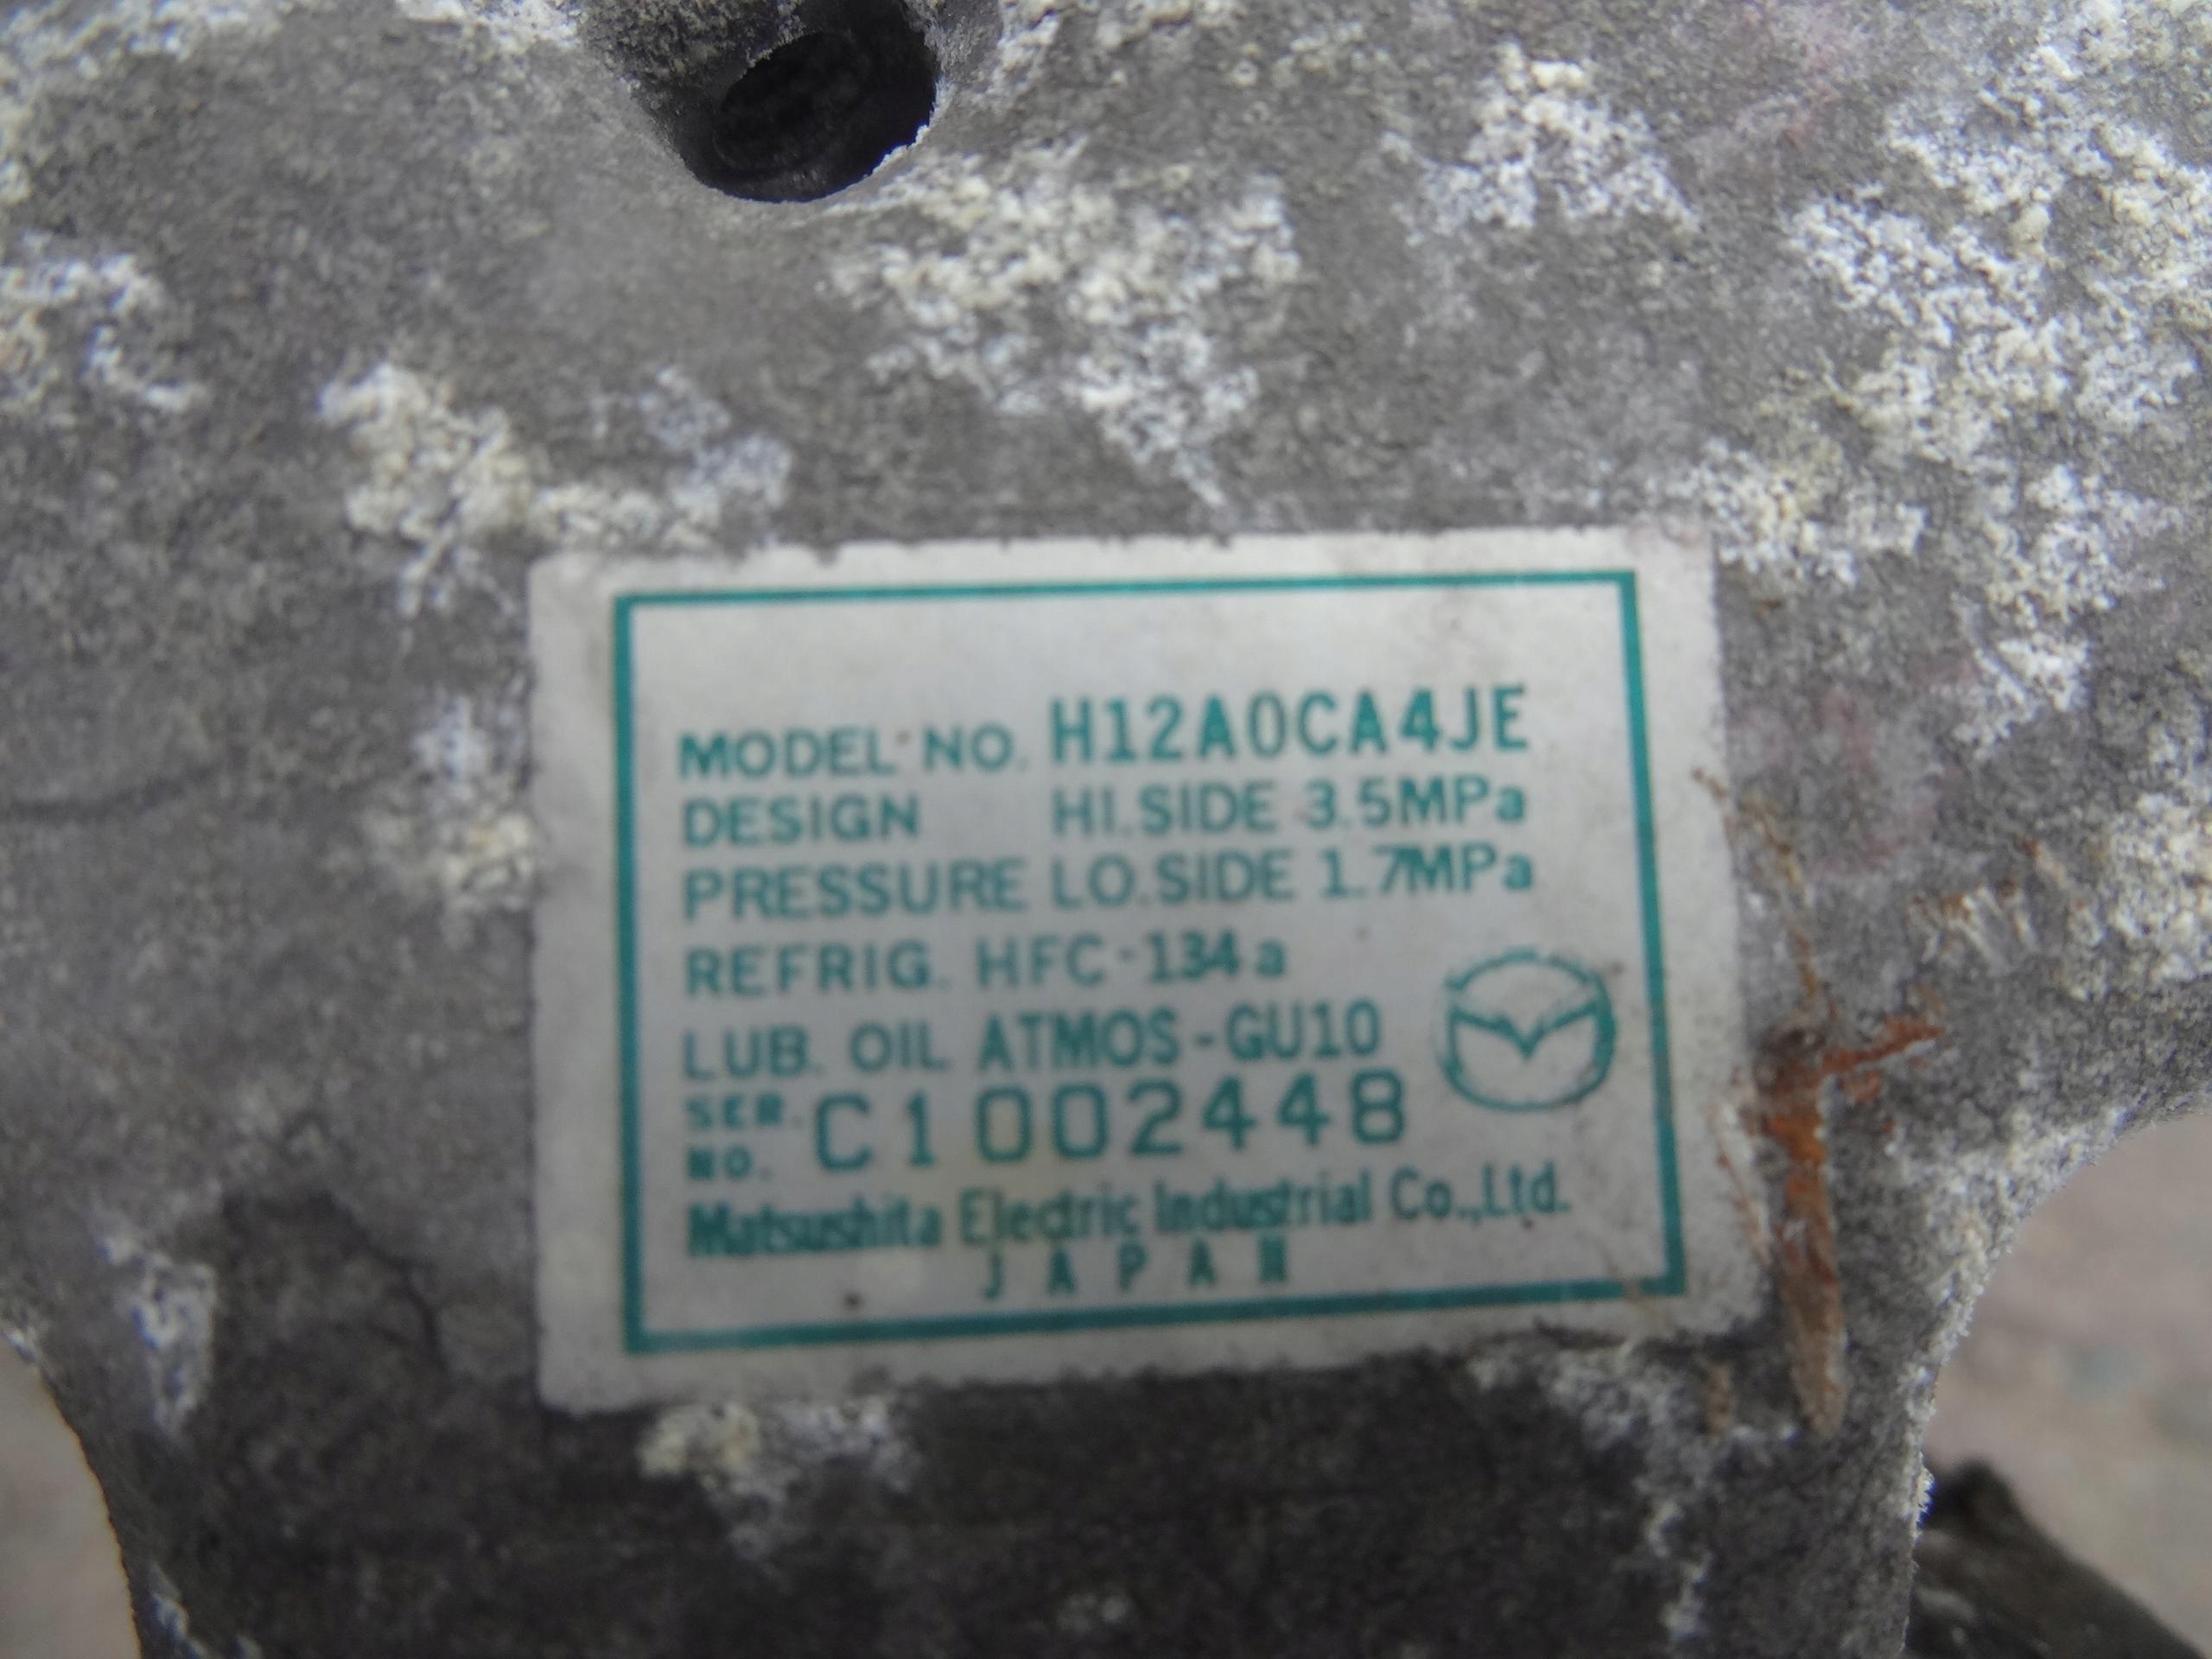 MODEL NO. H12A0CA4JE
DESIGN HI.SIDE 3.5MPa
PRESSURE LO.SIDE 1.7MPa
REFRIG. HFC-134a
LUB. OIL ATMOS-GU10
SER. NO. C1002448
Matsushita Electric Industrial Co.,Ltd.
JAPAN